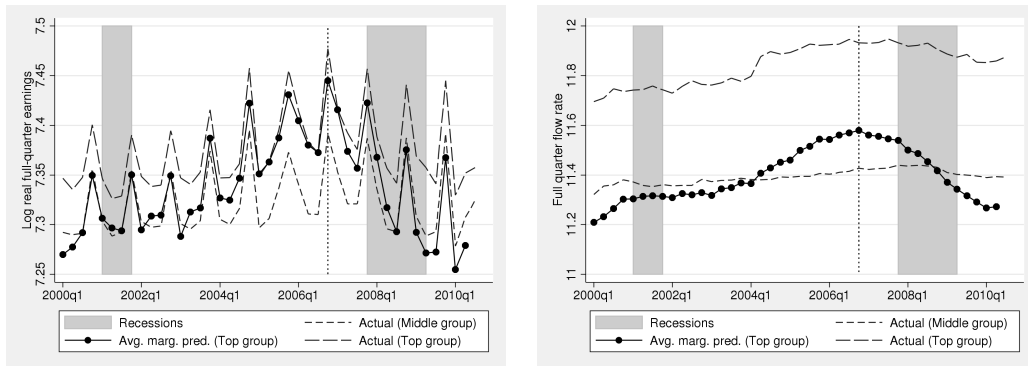 Log real full-quarter earnings
7.5
7.45
7.4
7.35
7.3
7.25
2000q1 2002q1 2004q1 2006q1 2008q1 2010q1
Recessions Actual (Middle group)
Avg. marg. pred. (Top group) Actual (Top group)
Full quarter flow rate
12
11.8
11.6
11.4
11.2
11
2000q1 2002q1 2004q1 2006q1 2008q1 2010q1
Recessions Actual (Middle group)
Avg. marg. pred. (Top group) Actual (Top group)